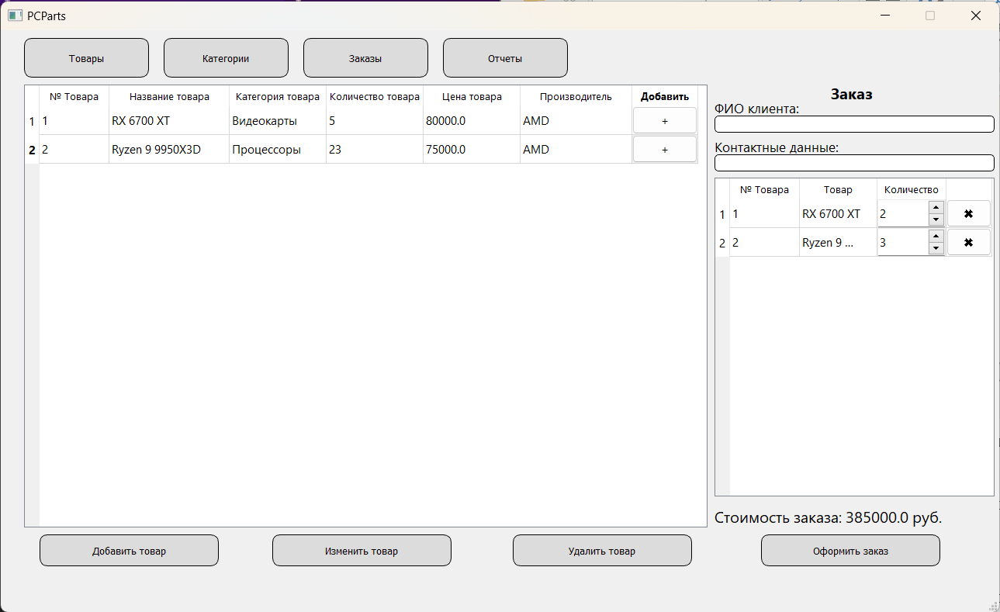 PCParts
Товары Категории Заказы Отчеты
№ Товара Название товара Категория товара Количество товара Цена товара Производитель Добавить
1 1 RX 6700 XT Видеокарты 5 80000.0 AMD +
2 2 Ryzen 9 9950X3D Процессоры 23 75000.0 AMD +
Заказ
ФИО клиента:
Контактные данные:
№ Товара Товар Количество
1 1 RX 6700 XT 2 ✖
2 2 Ryzen 9 ... 3 ✖
Стоимость заказа: 385000.0 руб.
Добавить товар Изменить товар Удалить товар Оформить заказ